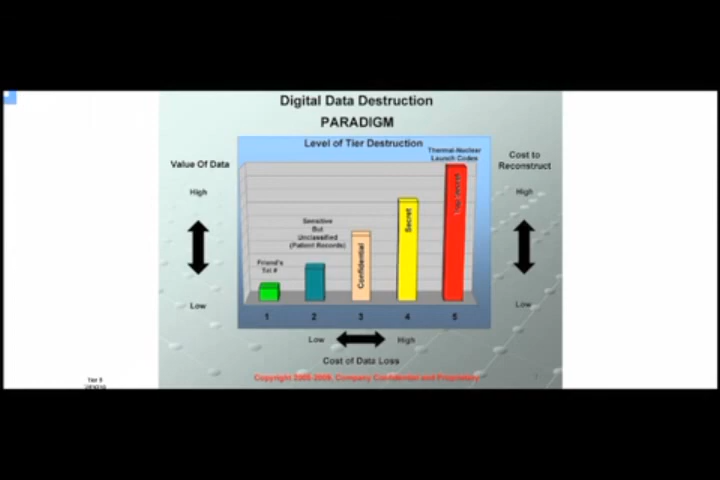 Digital Data Destruction
PARADIGM
Level of Tier Destruction
Thermal-Nuclear
Launch Codes
Value Of Data
Cost to
Reconstruct
High
High
Top Secret
Secret
Sensitive
But
Unclassified
(Patient Records)
Confidential
Friend's
Tel #
Low
Low
1 2 3 4 5
Low High
Cost of Data Loss
Copyright 2005-2009, Company Confidential and Proprietary